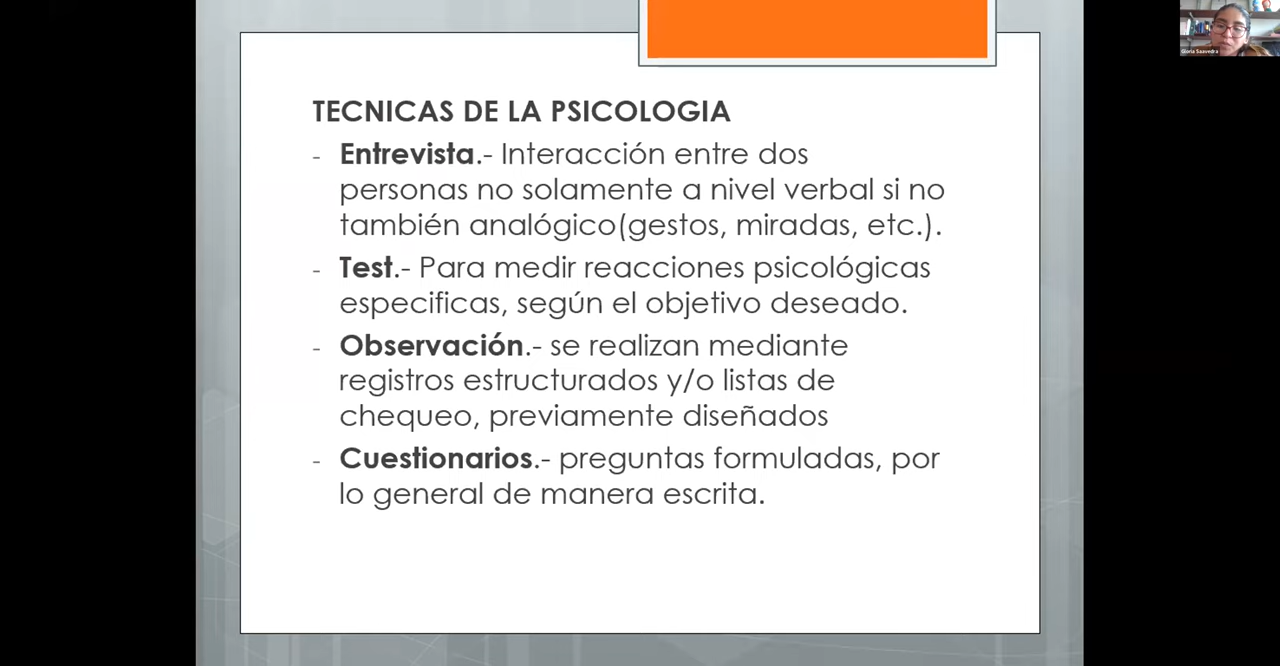 TECNICAS DE LA PSICOLOGIA
- Entrevista.- Interacción entre dos
personas no solamente a nivel verbal si no
también analógico(gestos, miradas, etc.).
- Test.- Para medir reacciones psicológicas
especificas, según el objetivo deseado.
- Observación.- se realizan mediante
registros estructurados y/o listas de
chequeo, previamente diseñados
- Cuestionarios.- preguntas formuladas, por
lo general de manera escrita.
Gloria Saavedra